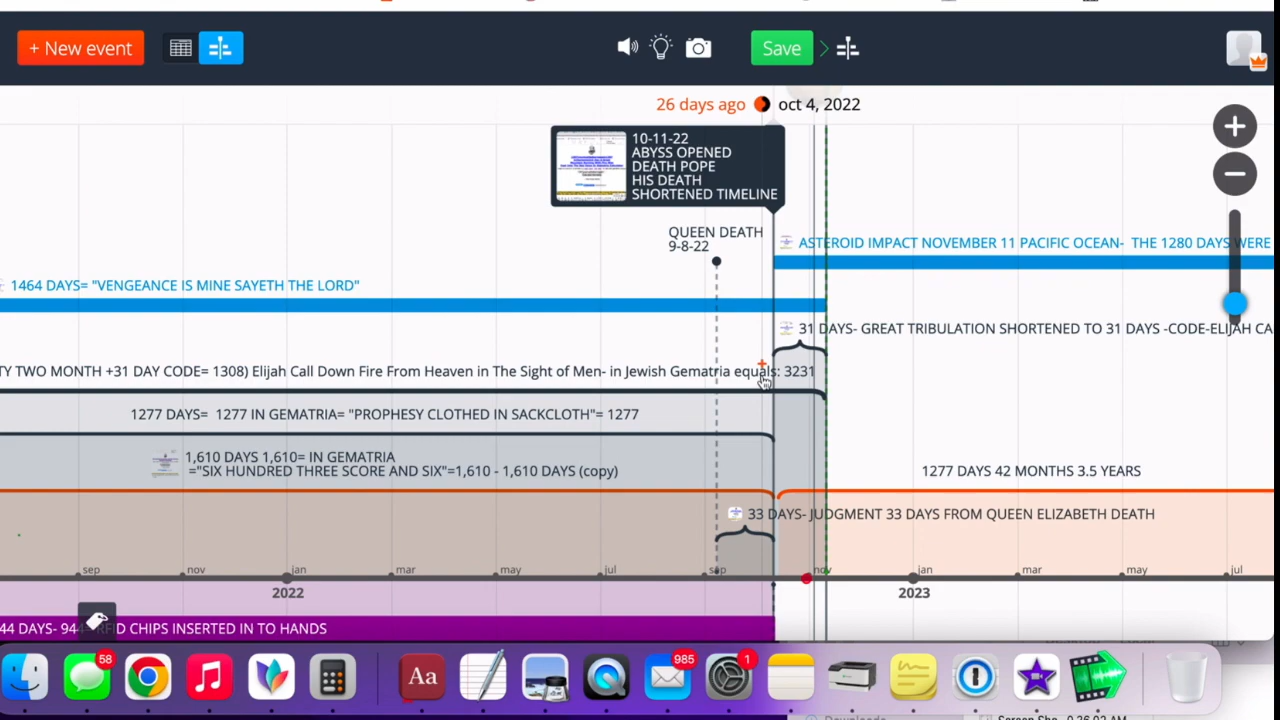 + New event
Save
26 days ago
oct 4, 2022
10-11-22
ABYSS OPENED
DEATH POPE
HIS DEATH
SHORTENED TIMELINE
QUEEN DEATH
9-8-22
ASTEROID IMPACT NOVEMBER 11 PACIFIC OCEAN- THE 1280 DAYS WERE
1464 DAYS= "VENGEANCE IS MINE SAYETH THE LORD"
31 DAYS- GREAT TRIBULATION SHORTENED TO 31 DAYS -CODE-ELIJAH CA
TY TWO MONTH +31 DAY CODE= 1308) Elijah Call Down Fire From Heaven in The Sight of Men- in Jewish Gematria equals: 3231
1277 DAYS= 1277 IN GEMATRIA= "PROPHESY CLOTHED IN SACKCLOTH"= 1277
1,610 DAYS 1,610= IN GEMATRIA
="SIX HUNDRED THREE SCORE AND SIX"=1,610 - 1,610 DAYS (copy)
1277 DAYS 42 MONTHS 3.5 YEARS
33 DAYS- JUDGMENT 33 DAYS FROM QUEEN ELIZABETH DEATH
sep nov jan mar may jul sep nov jan mar may jul
2022 2023
44 DAYS- 944= RFID CHIPS INSERTED IN TO HANDS
58
Aa
985
1